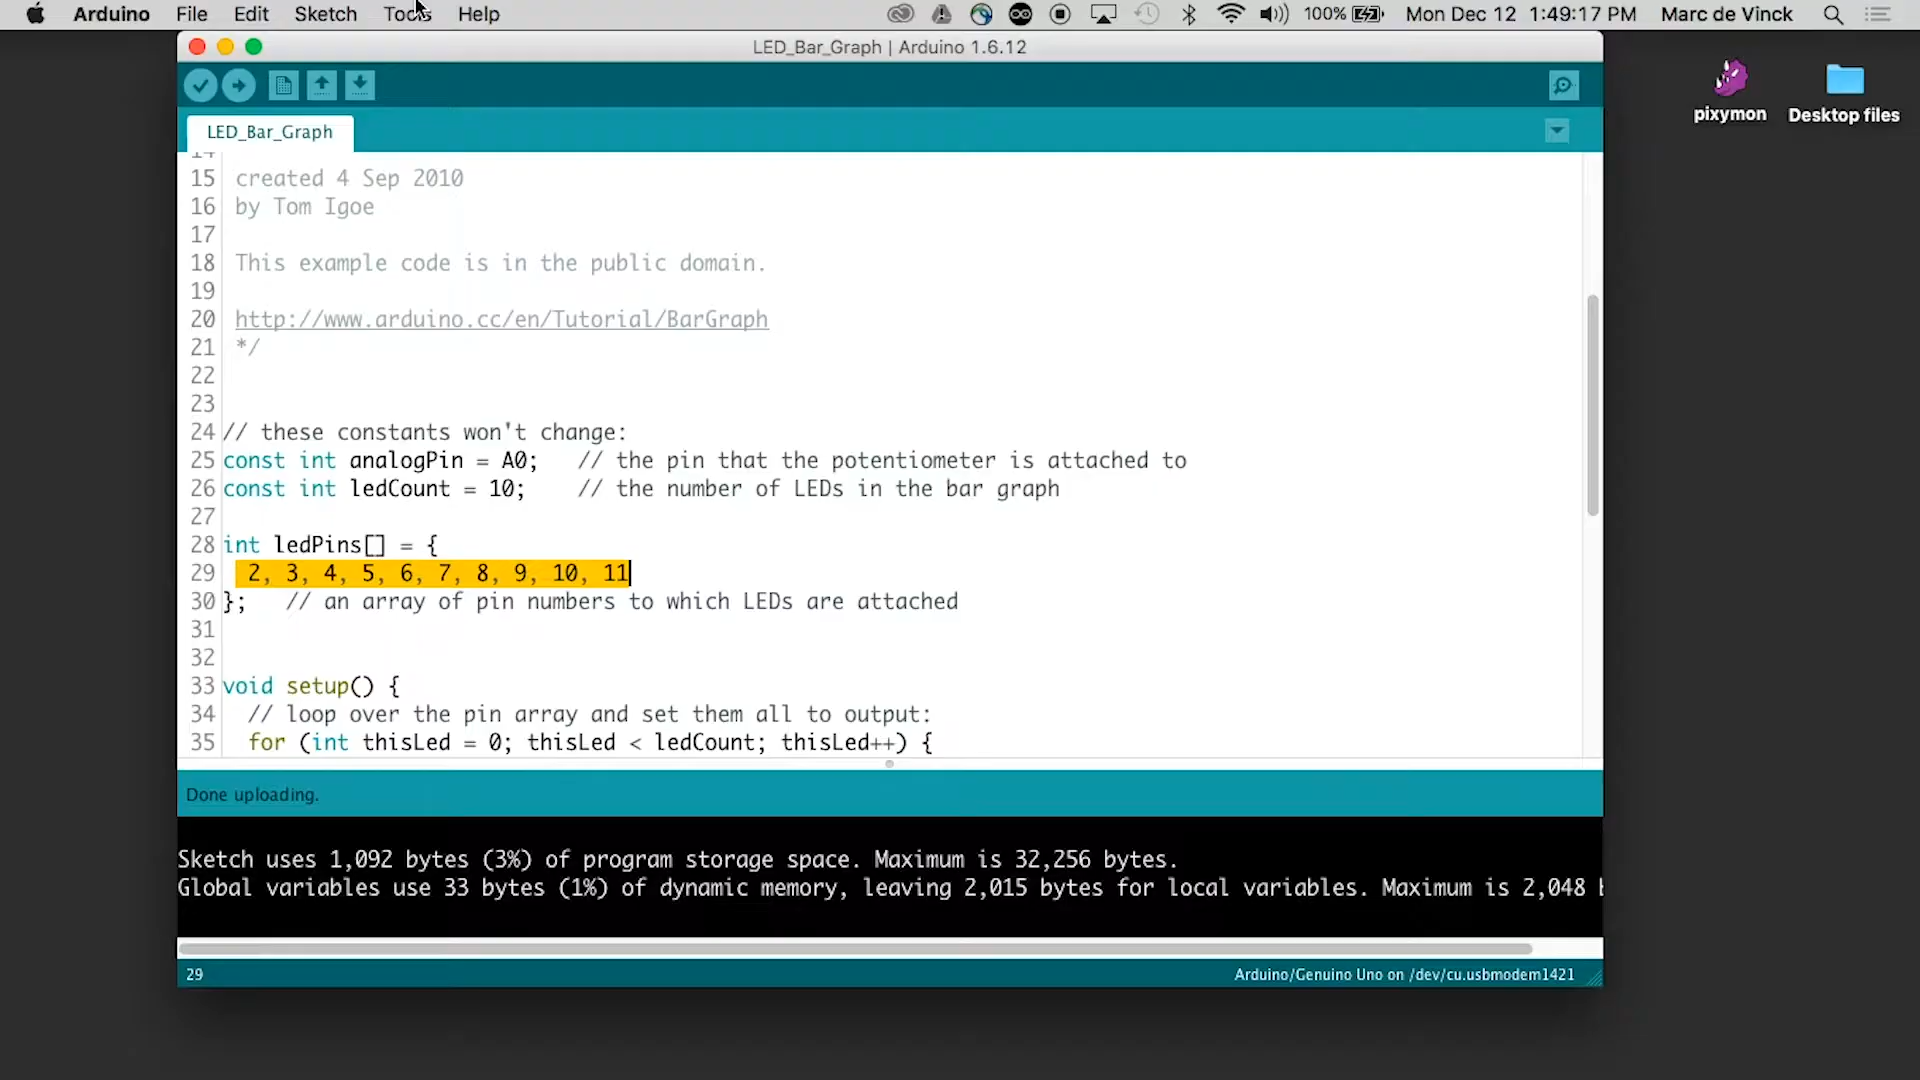 Arduino File Edit Sketch Tools Help 100% Mon Dec 12 1:49:17 PM Marc de Vinck
LED_Bar_Graph | Arduino 1.6.12
pixymon Desktop files
LED_Bar_Graph
14
15 created 4 Sep 2010
16 by Tom Igoe
17
18 This example code is in the public domain.
19
20 http://www.arduino.cc/en/Tutorial/BarGraph
21 */
22
23
24 // these constants won't change:
25 const int analogPin = A0; // the pin that the potentiometer is attached to
26 const int ledCount = 10; // the number of LEDs in the bar graph
27
28 int ledPins[] = {
29 2, 3, 4, 5, 6, 7, 8, 9, 10, 11
30 }; // an array of pin numbers to which LEDs are attached
31
32
33 void setup() {
34 // loop over the pin array and set them all to output:
35 for (int thisLed = 0; thisLed < ledCount; thisLed++) {
Done uploading.
Sketch uses 1,092 bytes (3%) of program storage space. Maximum is 32,256 bytes.
Global variables use 33 bytes (1%) of dynamic memory, leaving 2,015 bytes for local variables. Maximum is 2,048
29 Arduino/Genuino Uno on /dev/cu.usbmodem1421